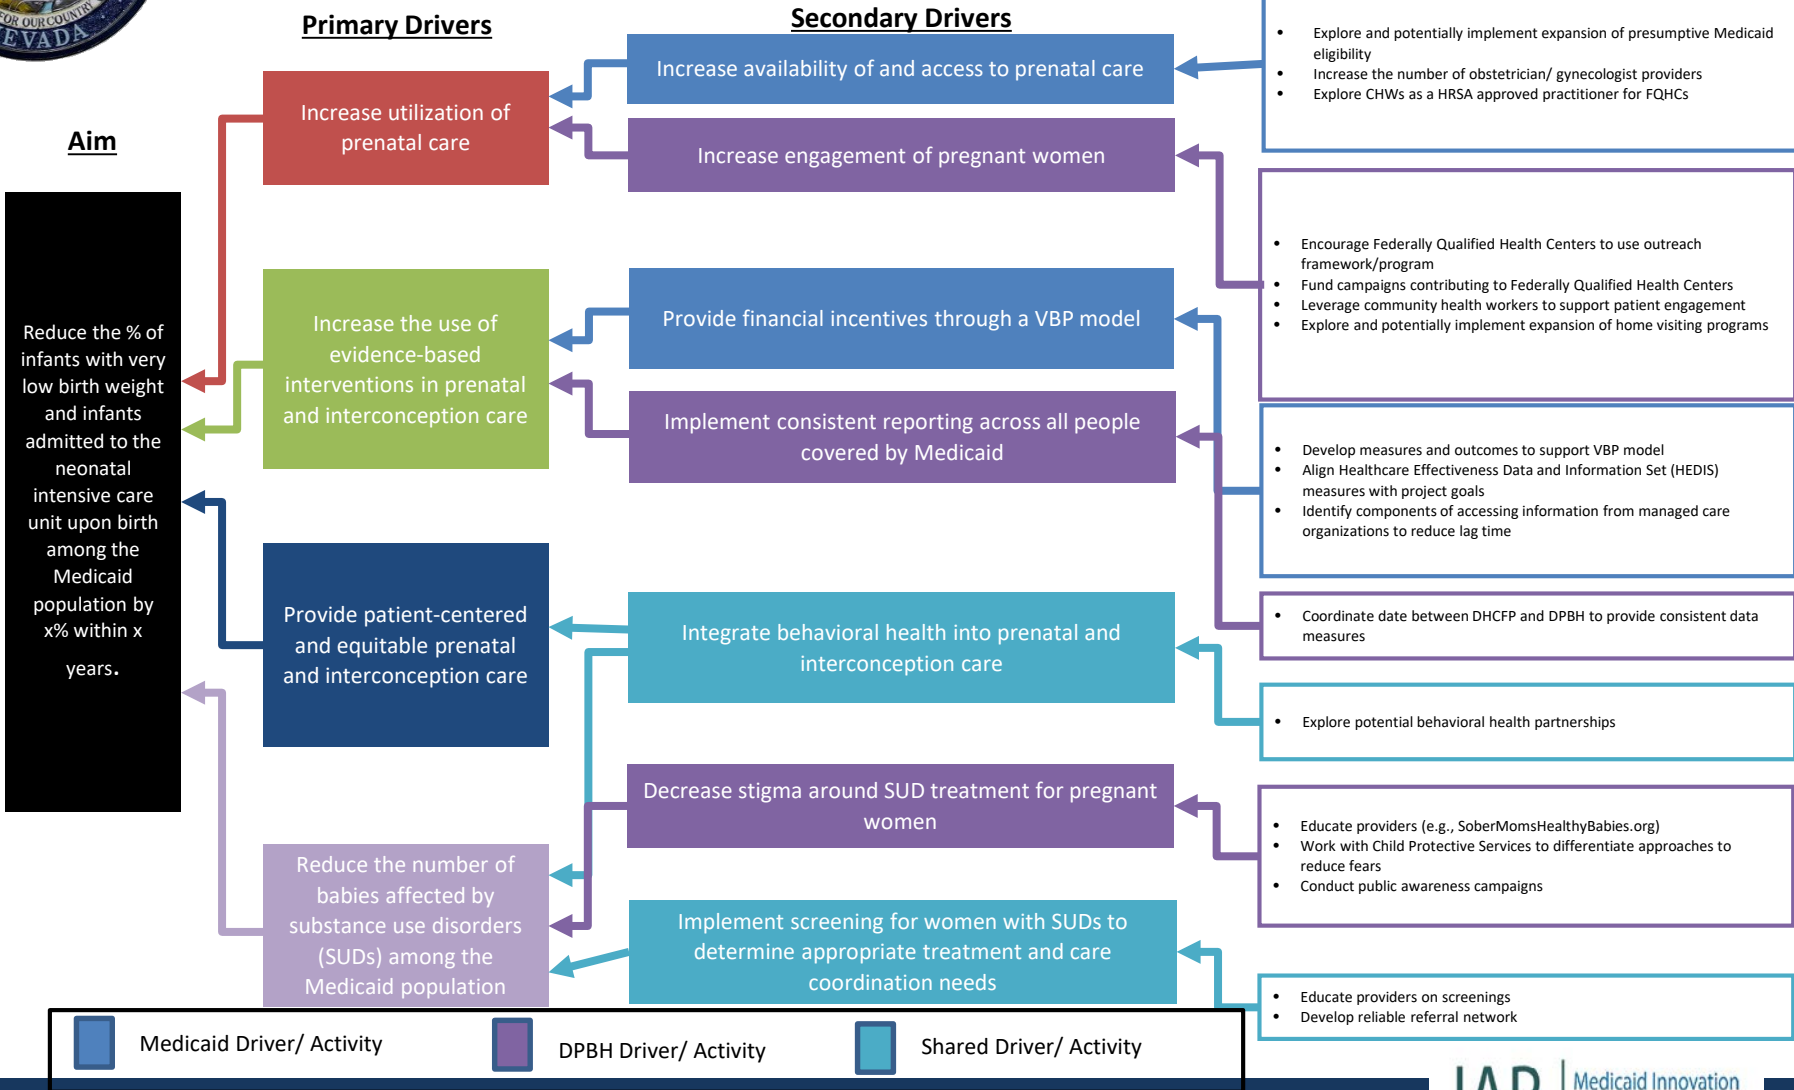 FOR OUR COUNTRY
NEVADA
Primary Drivers
Secondary Drivers
Aim
Reduce the % of
infants with very
low birth weight
and infants
admitted to the
neonatal
intensive care
unit upon birth
among the
Medicaid
population by
x% within x
years.
Increase utilization of
prenatal care
Increase the use of
evidence-based
interventions in prenatal
and interconception care
Provide patient-centered
and equitable prenatal
and interconception care
Reduce the number of
babies affected by
substance use disorders
(SUDs) among the
Medicaid population
Increase availability of and access to prenatal care
Increase engagement of pregnant women
Provide financial incentives through a VBP model
Implement consistent reporting across all people
covered by Medicaid
Integrate behavioral health into prenatal and
interconception care
Decrease stigma around SUD treatment for pregnant
women
Implement screening for women with SUDs to
determine appropriate treatment and care
coordination needs
• Explore and potentially implement expansion of presumptive Medicaid
eligibility
• Increase the number of obstetrician/ gynecologist providers
• Explore CHWs as a HRSA approved practitioner for FQHCs
• Encourage Federally Qualified Health Centers to use outreach
framework/program
• Fund campaigns contributing to Federally Qualified Health Centers
• Leverage community health workers to support patient engagement
• Explore and potentially implement expansion of home visiting programs
• Develop measures and outcomes to support VBP model
• Align Healthcare Effectiveness Data and Information Set (HEDIS)
measures with project goals
• Identify components of accessing information from managed care
organizations to reduce lag time
• Coordinate date between DHCFP and DPBH to provide consistent data
measures
• Explore potential behavioral health partnerships
• Educate providers (e.g., SoberMomsHealthyBabies.org)
• Work with Child Protective Services to differentiate approaches to
reduce fears
• Conduct public awareness campaigns
• Educate providers on screenings
• Develop reliable referral network
Medicaid Driver/ Activity
DPBH Driver/ Activity
Shared Driver/ Activity
IAP
Medicaid Innovation